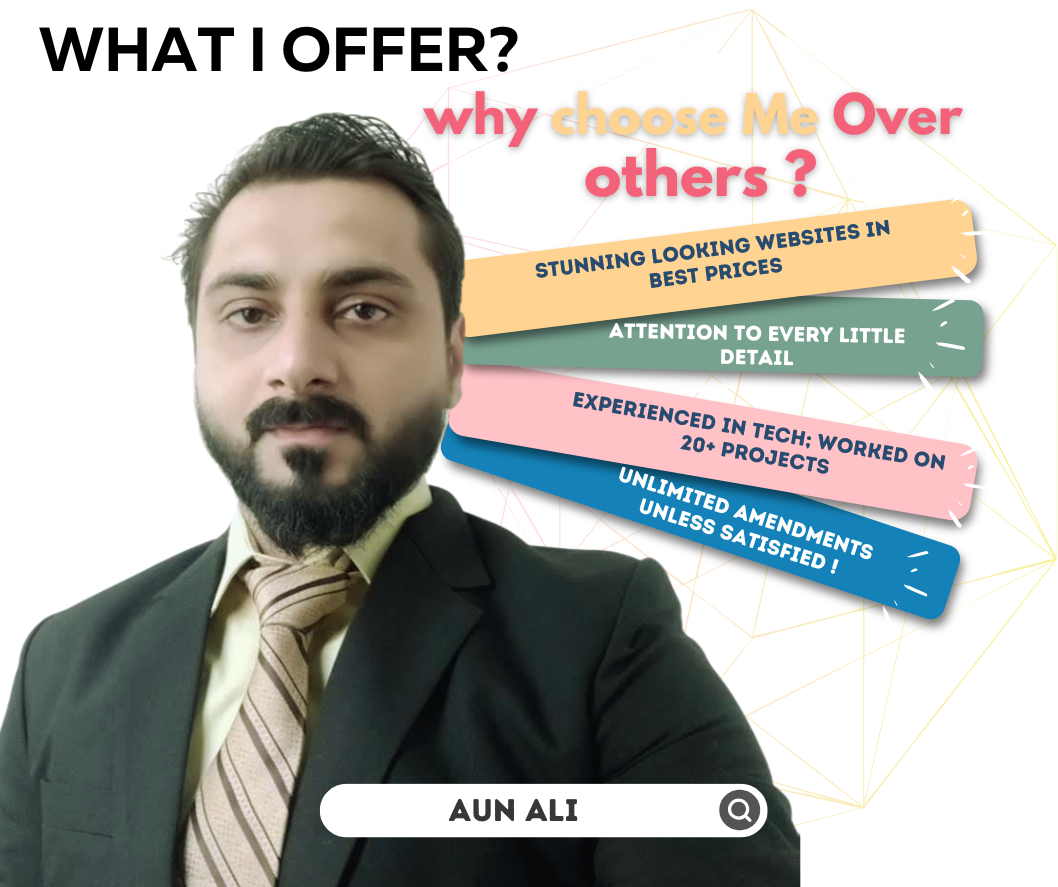 WHAT I OFFER?
why choose Me Over
others ?
STUNNING LOOKING WEBSITES IN
BEST PRICES
ATTENTION TO EVERY LITTLE
DETAIL
EXPERIENCED IN TECH; WORKED ON
20+ PROJECTS
UNLIMITED AMENDMENTS
UNLESS SATISFIED !
AUN ALI